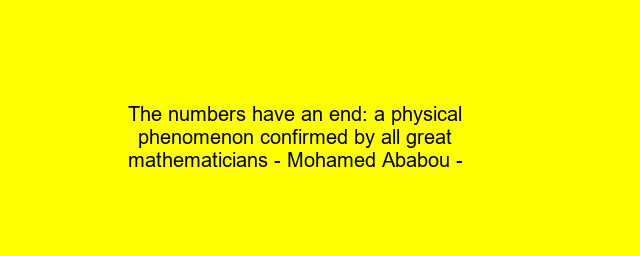 The numbers have an end: a physical
phenomenon confirmed by all great
mathematicians - Mohamed Ababou -